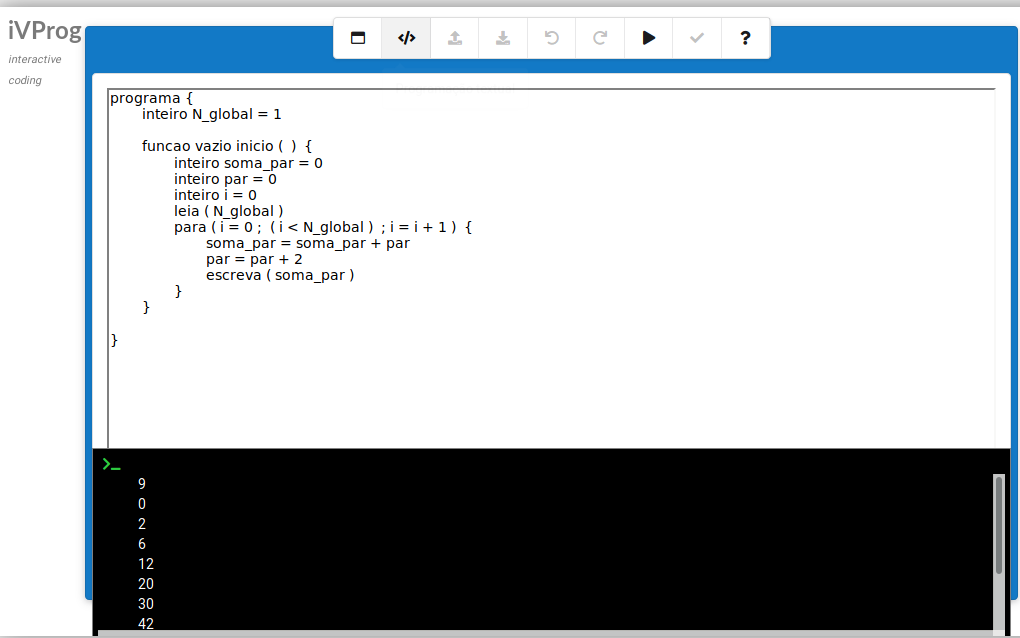 iVProg
interactive
coding
</>
?
programa {
inteiro N_global = 1
funcao vazio inicio ( ) {
inteiro soma_par = 0
inteiro par = 0
inteiro i = 0
leia ( N_global )
para ( i = 0 ; ( i < N_global ) ; i = i + 1 ) {
soma_par = soma_par + par
par = par + 2
escreva ( soma_par )
}
}
}
>_
9
0
2
6
12
20
30
42